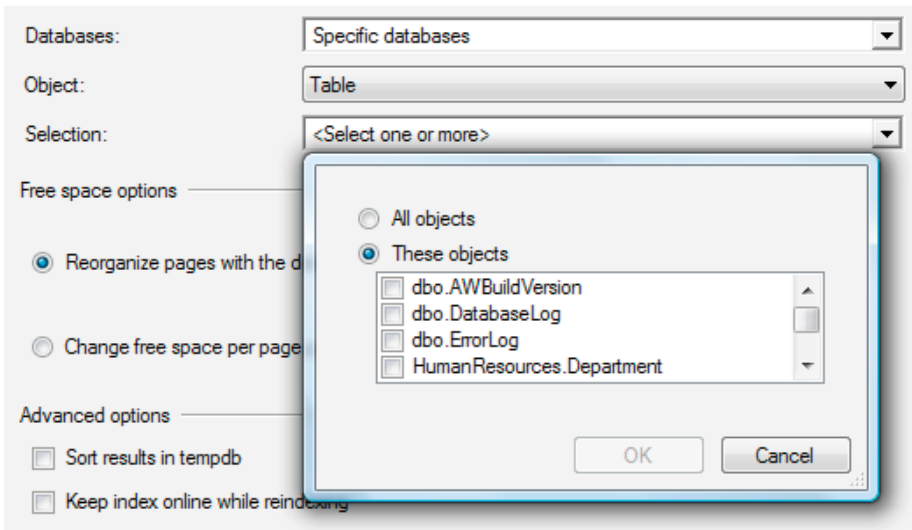 Databases: Specific databases
Object: Table
Selection: <Select one or more>
Free space options
All objects
These objects
Reorganize pages with the d
dbo.AWBuildVersion
dbo.DatabaseLog
dbo.ErrorLog
Change free space per page
HumanResources.Department
Advanced options
Sort results in tempdb
OK Cancel
Keep index online while reindexing